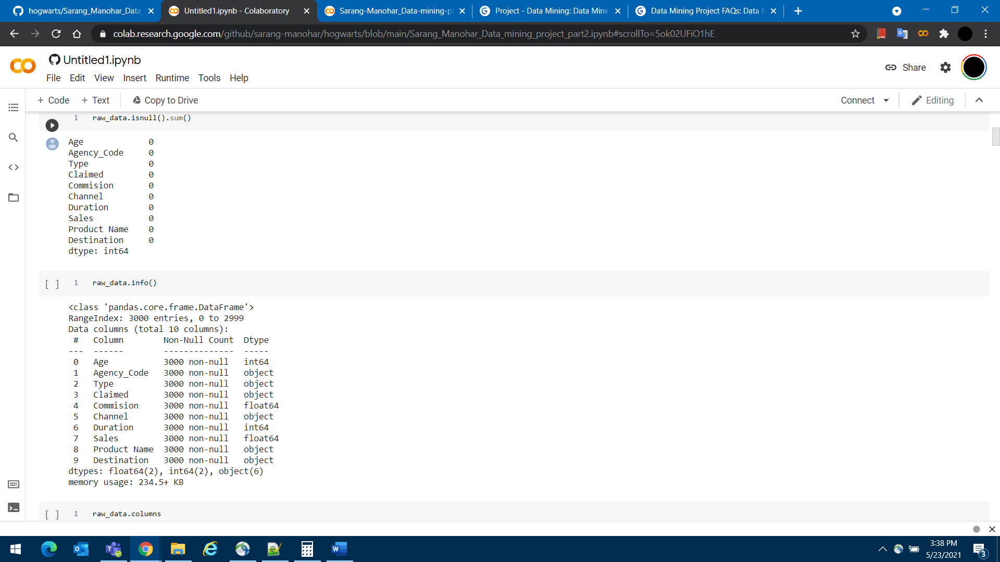 hogwarts/Sarang_Manohar_Data_
Untitled1.ipynb - Colaboratory
Sarang-Manohar_Data-mining-p
Project - Data Mining: Data Mini
Data Mining Project FAQs: Data M
colab.research.google.com/github/sarang-manohar/hogwarts/blob/main/Sarang_Manohar_Data_mining_project_part2.ipynb#scrollTo=5ok02UFiO1hE
Untitled1.ipynb
Share
File Edit View Insert Runtime Tools Help
+ Code + Text Copy to Drive
Connect
Editing
1 raw_data.isnull().sum()
Age 0
Agency_Code 0
Type 0
Claimed 0
Commision 0
Channel 0
Duration 0
Sales 0
Product Name 0
Destination 0
dtype: int64
[ ] 1 raw_data.info()
<class 'pandas.core.frame.DataFrame'>
RangeIndex: 3000 entries, 0 to 2999
Data columns (total 10 columns):
# Column Non-Null Count Dtype
--- ------ -------------- -----
0 Age 3000 non-null int64
1 Agency_Code 3000 non-null object
2 Type 3000 non-null object
3 Claimed 3000 non-null object
4 Commision 3000 non-null float64
5 Channel 3000 non-null object
6 Duration 3000 non-null int64
7 Sales 3000 non-null float64
8 Product Name 3000 non-null object
9 Destination 3000 non-null object
dtypes: float64(2), int64(2), object(6)
memory usage: 234.5+ KB
[ ] 1 raw_data.columns
3:38 PM
5/23/2021
3